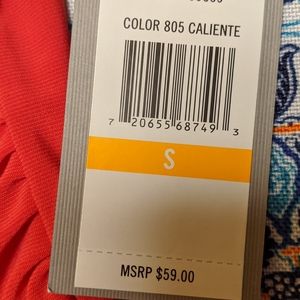 COLOR 805 CALIENTE
7 20655 68749 3
S
MSRP $59.00